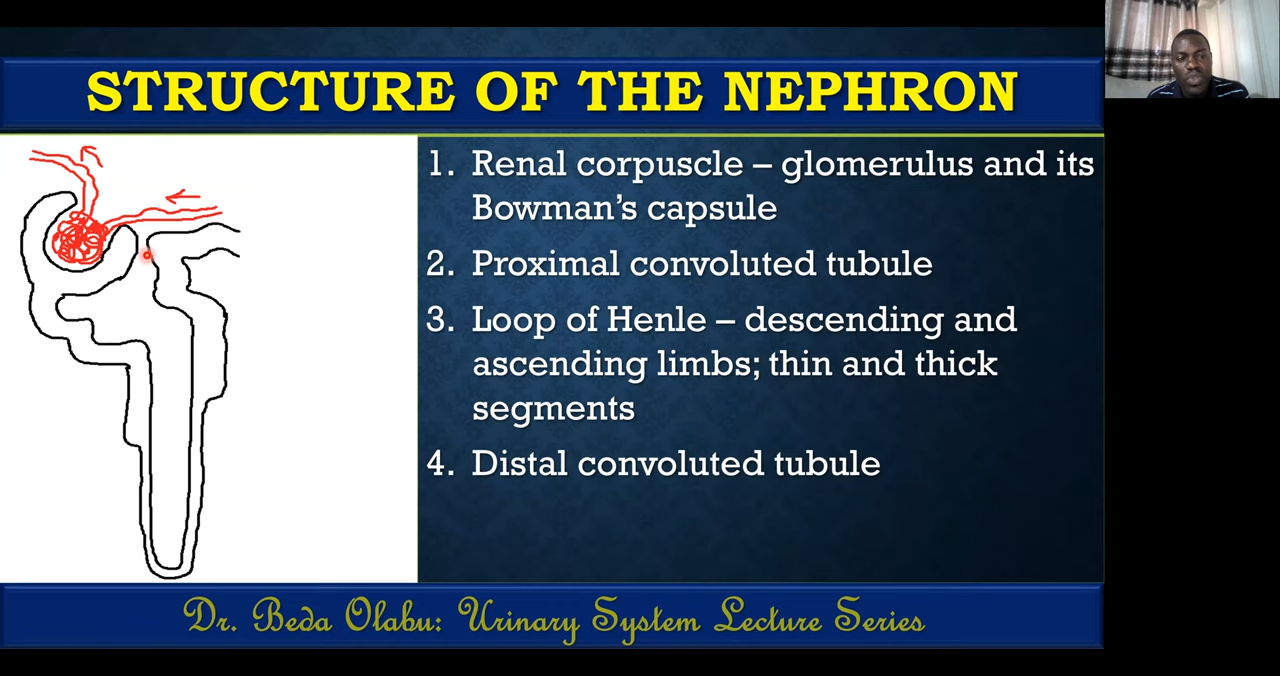 STRUCTURE OF THE NEPHRON
1. Renal corpuscle – glomerulus and its
Bowman's capsule
2. Proximal convoluted tubule
3. Loop of Henle – descending and
ascending limbs; thin and thick
segments
4. Distal convoluted tubule
Dr. Beda Olabu: Urinary System Lecture Series